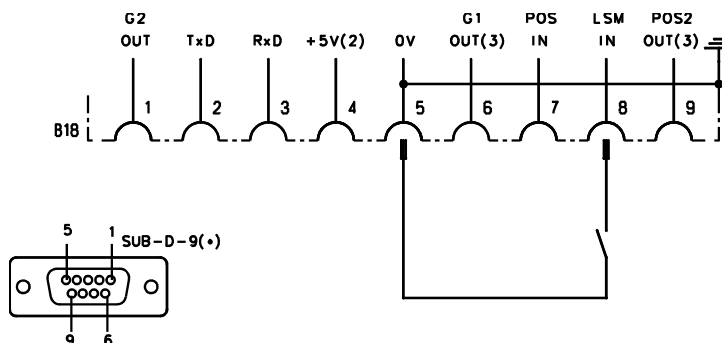 G2 G1 POS LSM POS2
OUT TxD RxD +5V(2) 0V OUT(3) IN IN OUT(3)
1 2 3 4 5 6 7 8 9
B18
5 1 SUB-D-9(•)
9 6